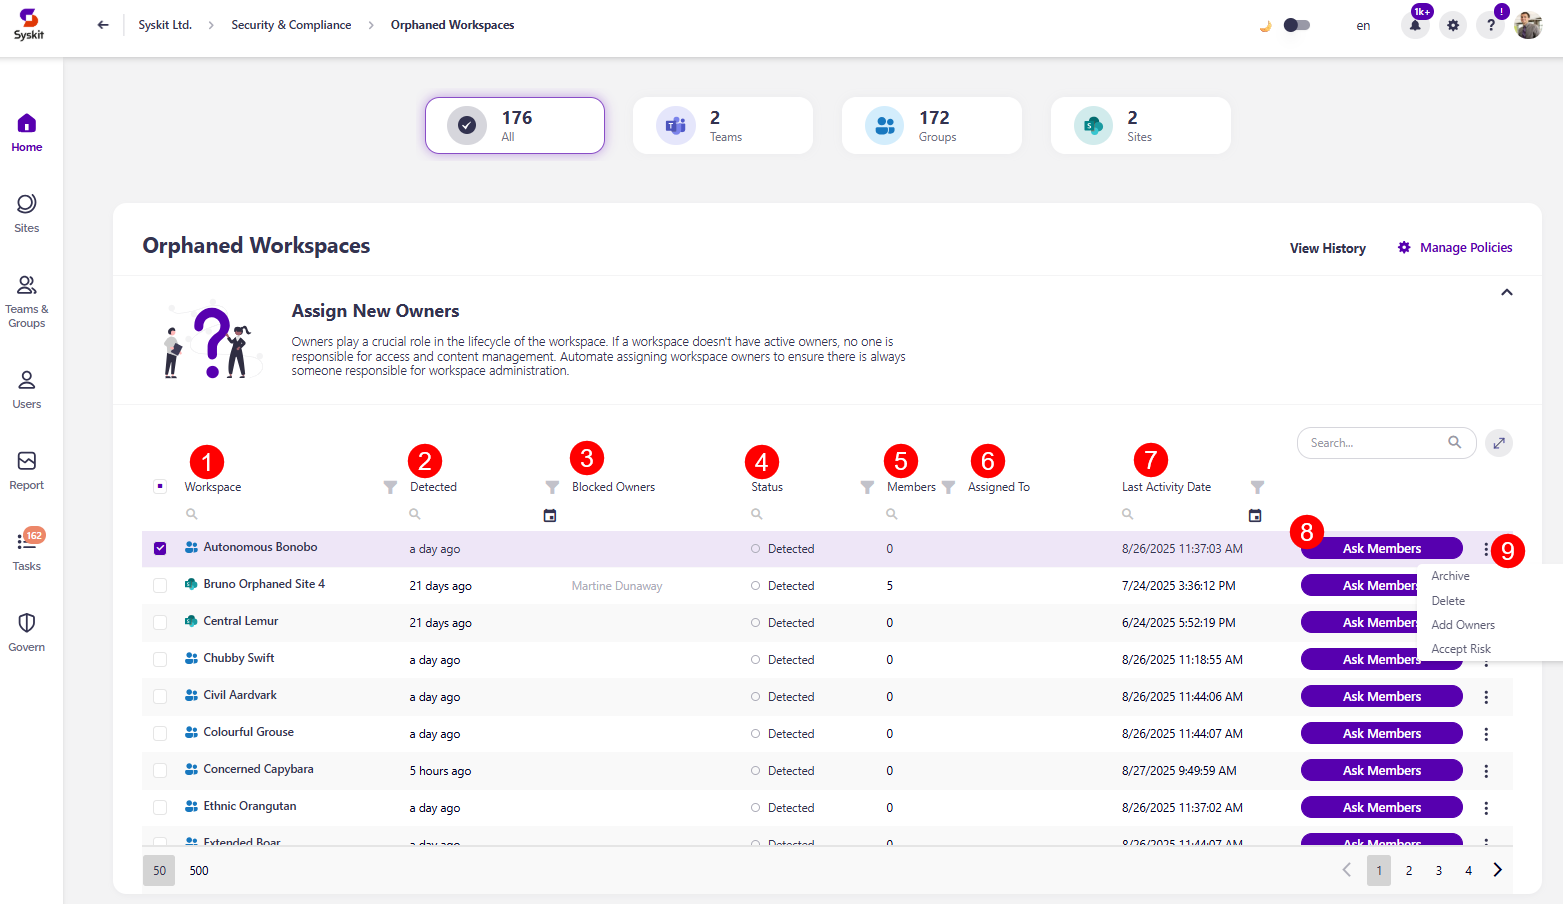 Syskit
Syskit Ltd. > Security & Compliance > Orphaned Workspaces
en
1k+
!
?
Home
Sites
Teams &
Groups
Users
Report
162
Tasks
Govern
176
All
2
Teams
172
Groups
2
Sites
Orphaned Workspaces
View History
Manage Policies
Assign New Owners
Owners play a crucial role in the lifecycle of the workspace. If a workspace doesn't have active owners, no one is
responsible for access and content management. Automate assigning workspace owners to ensure there is always
someone responsible for workspace administration.
Search...
1 2 3 4 5 6 7
Workspace Detected Blocked Owners Status Members Assigned To Last Activity Date
8 9
Autonomous Bonobo a day ago Detected 0 8/26/2025 11:37:03 AM Ask Members
Archive
Delete
Add Owners
Accept Risk
Bruno Orphaned Site 4 21 days ago Martine Dunaway Detected 5 7/24/2025 3:36:12 PM Ask Members
Central Lemur 21 days ago Detected 0 6/24/2025 5:52:19 PM Ask Members
Chubby Swift a day ago Detected 0 8/26/2025 11:18:55 AM Ask Members
Civil Aardvark a day ago Detected 0 8/26/2025 11:44:06 AM Ask Members
Colourful Grouse a day ago Detected 0 8/26/2025 11:44:07 AM Ask Members
Concerned Capybara 5 hours ago Detected 0 8/27/2025 9:49:59 AM Ask Members
Ethnic Orangutan a day ago Detected 0 8/26/2025 11:37:02 AM Ask Members
Extended Boar a day ago Detected 0 8/26/2025 11:44:07 AM Ask Members
50 500
1 2 3 4